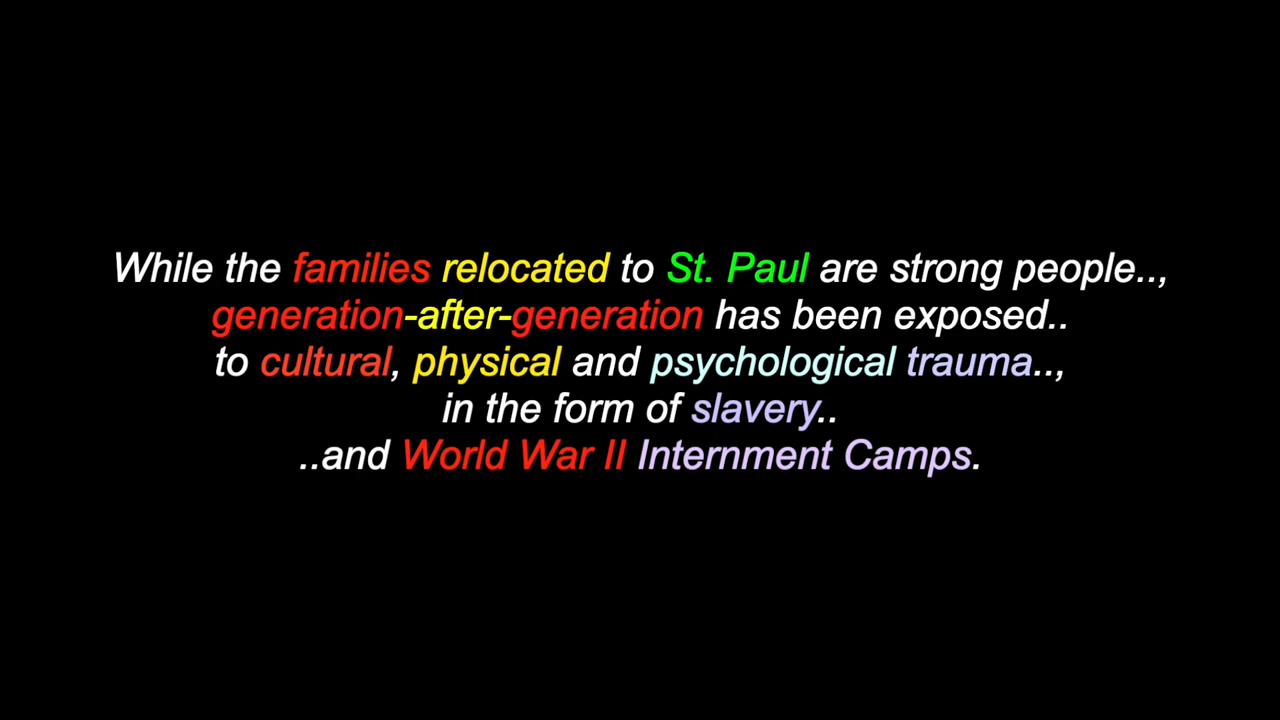 While the families relocated to St. Paul are strong people..,
generation-after-generation has been exposed..
to cultural, physical and psychological trauma..,
in the form of slavery..
..and World War II Internment Camps.